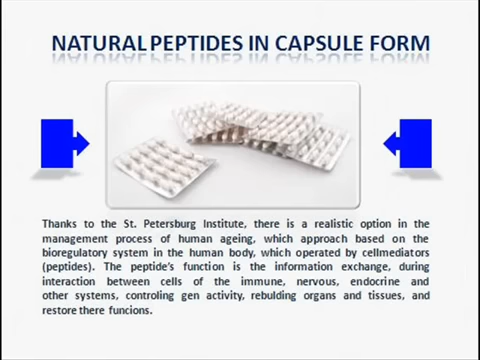 NATURAL PEPTIDES IN CAPSULE FORM
Thanks to the St. Petersburg Institute, there is a realistic option in the
management process of human ageing, which approach based on the
bioregulatory system in the human body, which operated by cellmediators
(peptides). The peptide's function is the information exchange, during
interaction between cells of the immune, nervous, endocrine and
other systems, controling gen activity, rebulding organs and tissues, and
restore there funcions.